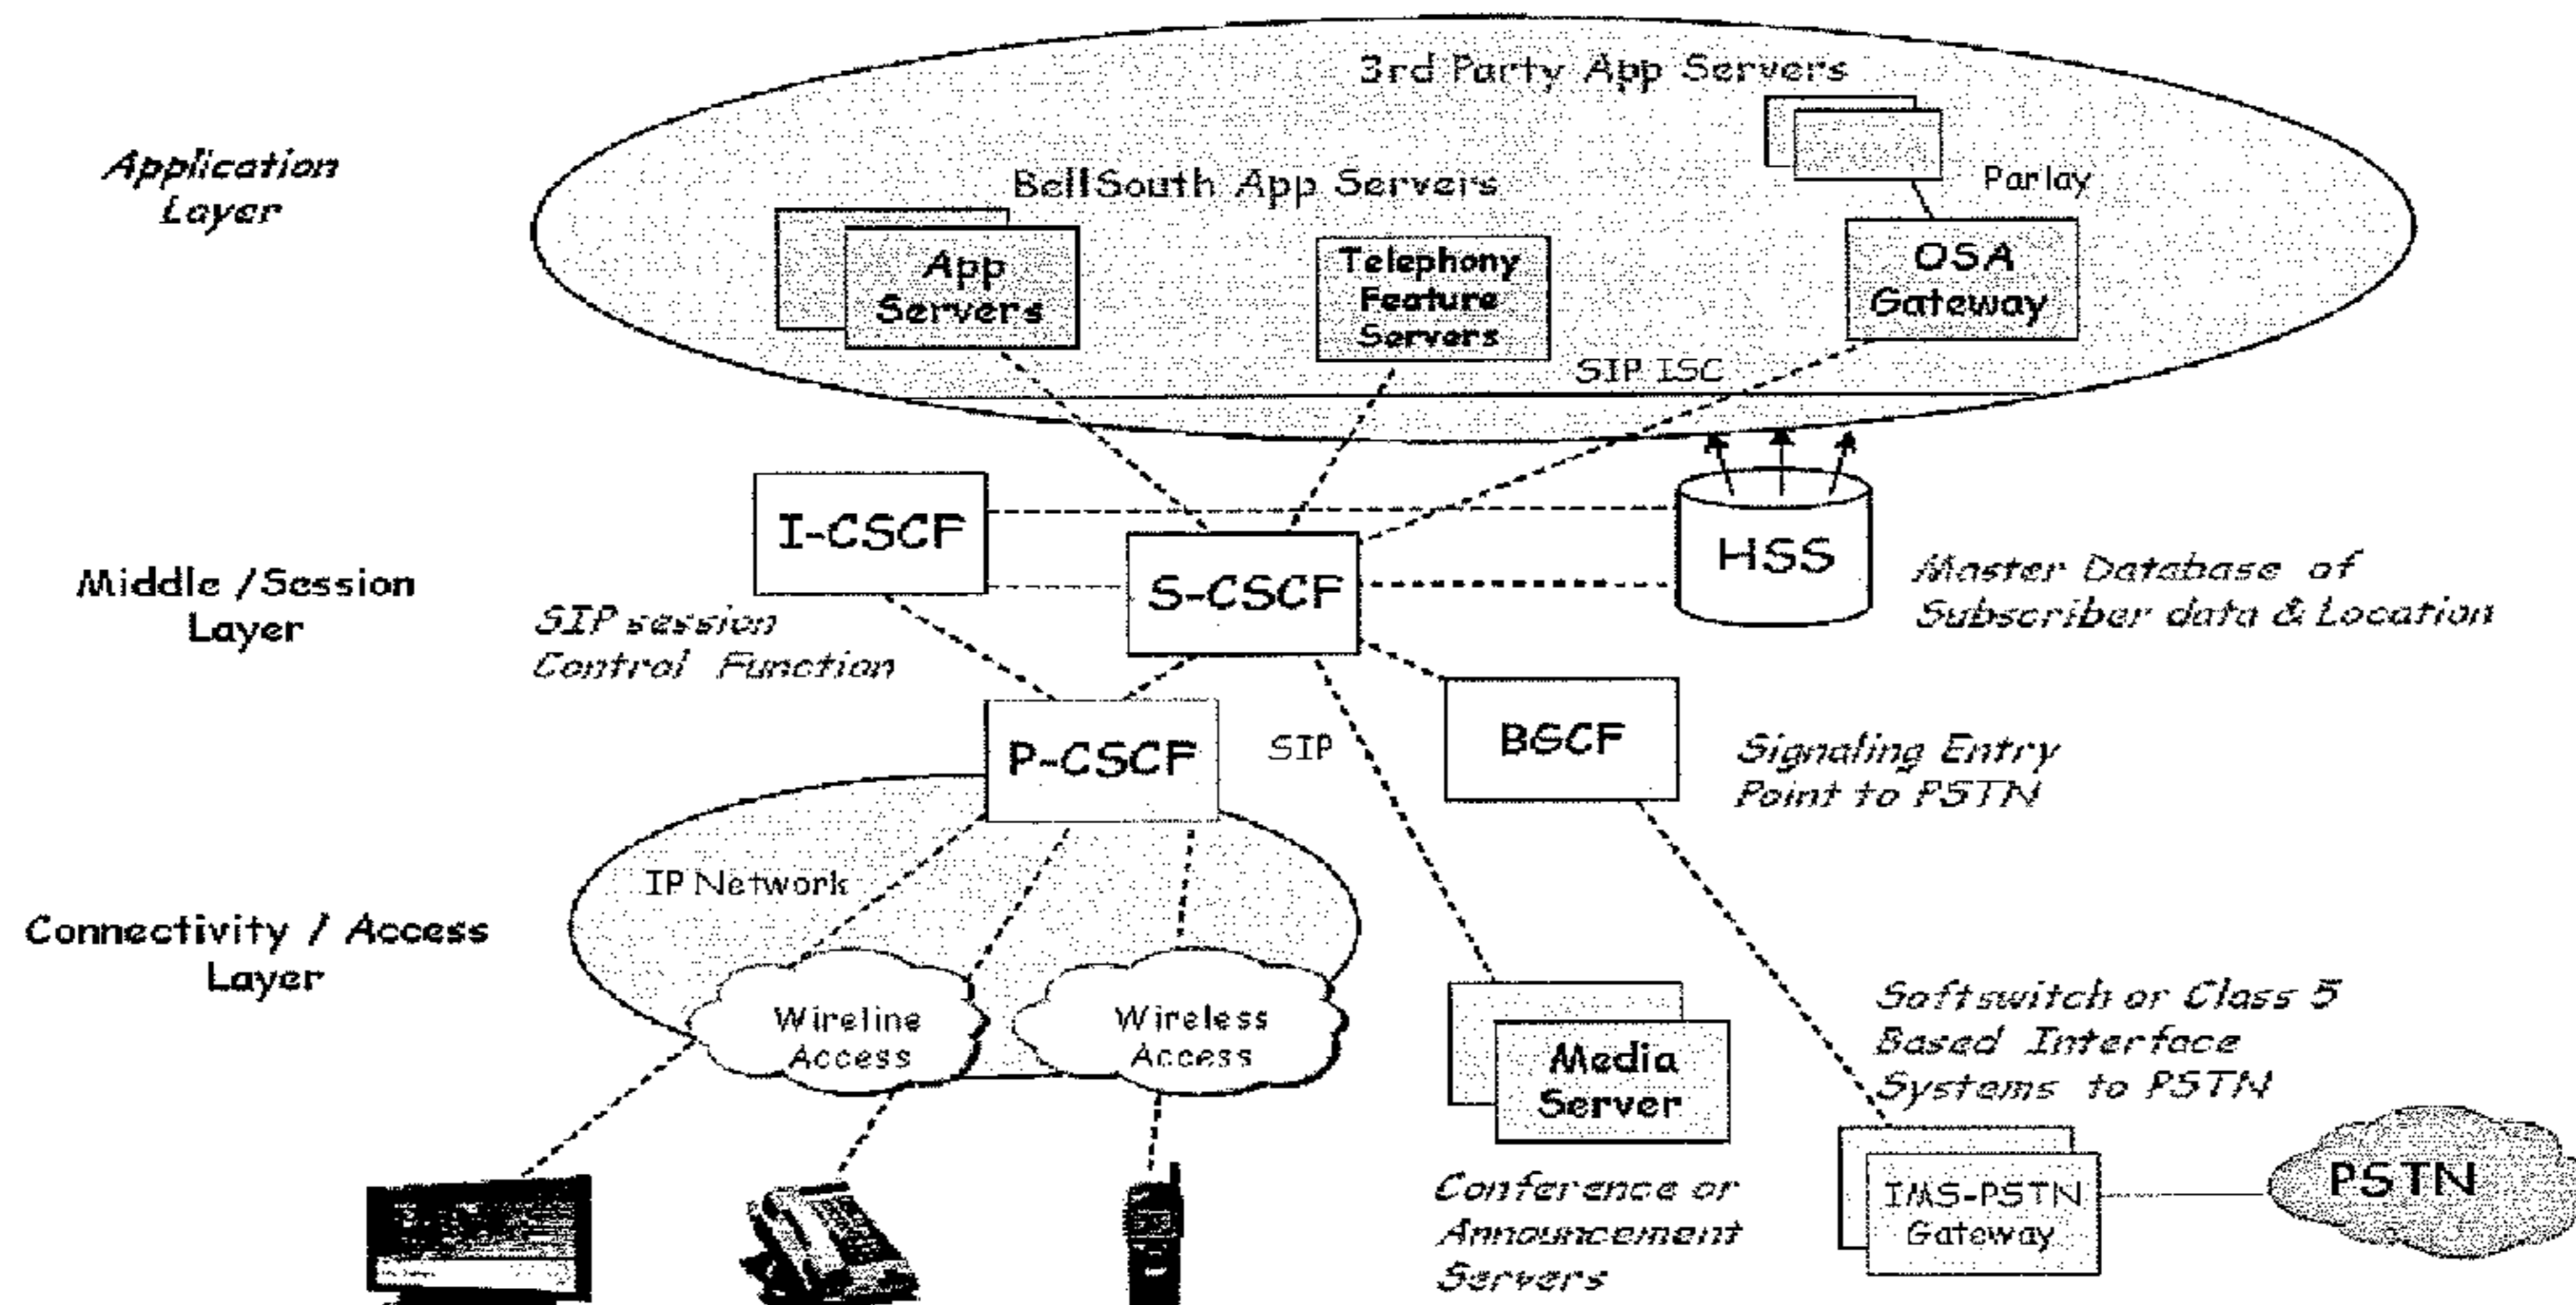 3rd Party App Servers
Application
Layer
BellSouth App Servers
Parlay
App
Servers
Telephony
Feature
Servers
OSA
Gateway
SIP ISC
I-CSCF
S-CSCF
HSS
Middle /Session
Layer
SIP session
Control Function
Master Database of
Subscriber data & Location
P-CSCF
SIP
BGCF
Signaling Entry
Point to PSTN
IP Network
Connectivity / Access
Layer
Wireline
Access
Wireless
Access
Media
Server
Softswitch or Class 5
Based Interface
Systems to PSTN
Conference or
Announcement
Servers
IMS-PSTN
Gateway
PSTN